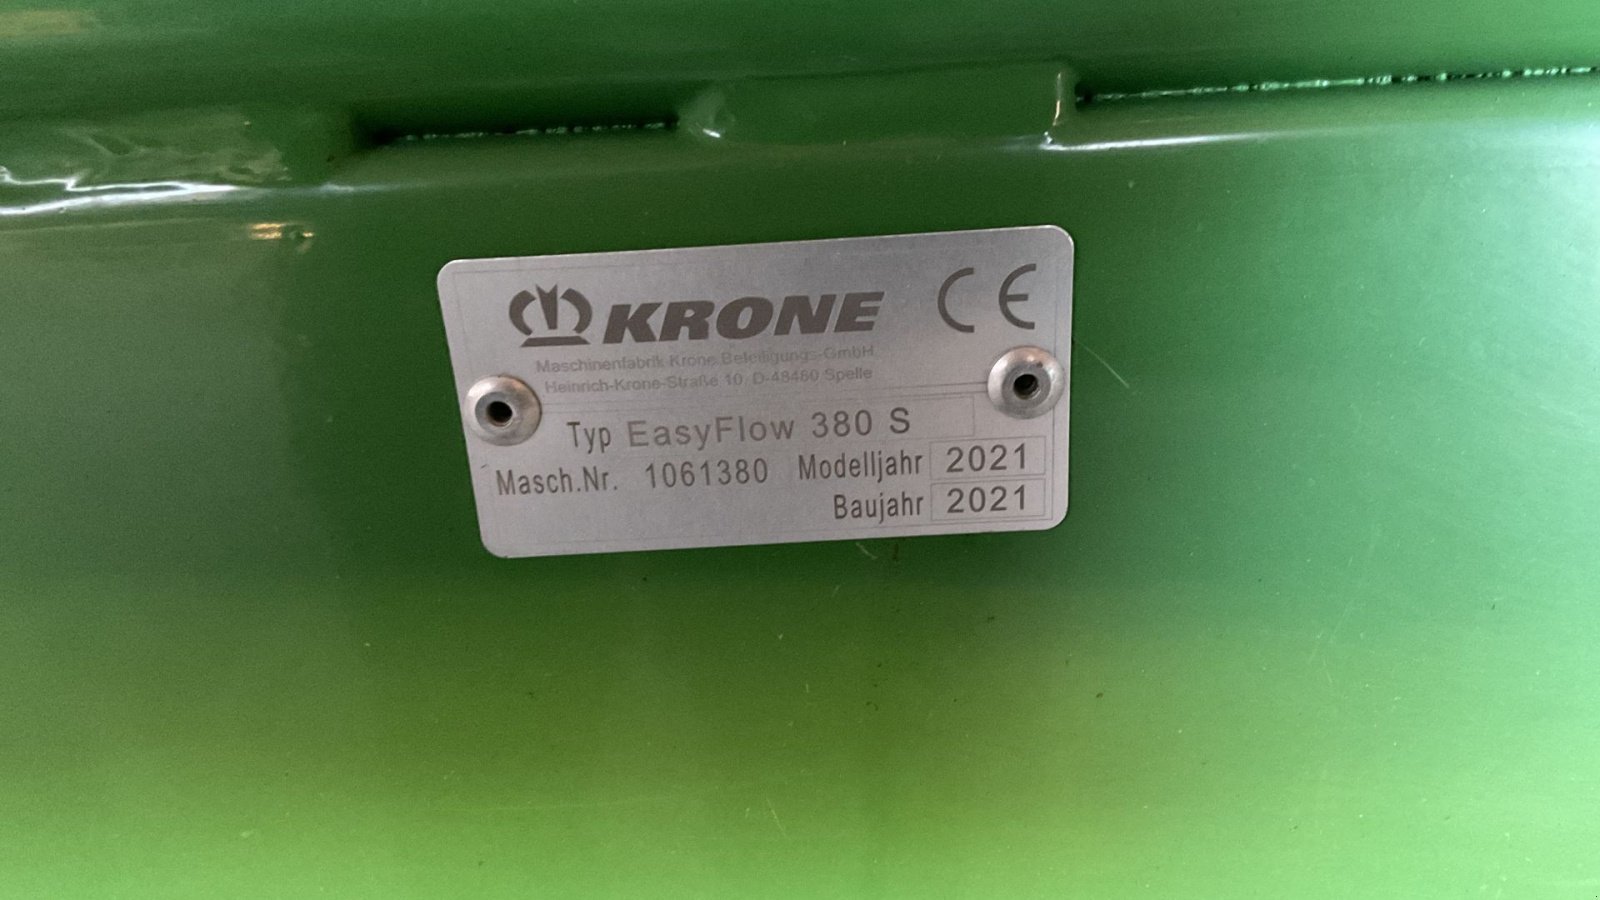 KRONE CE
Maschinenfabrik Krone Beteiligungs-GmbH
Heinrich-Krone-Straße 10, D-48480 Spelle
Typ EasyFlow 380 S
Masch.Nr. 1061380 Modelljahr 2021
Baujahr 2021